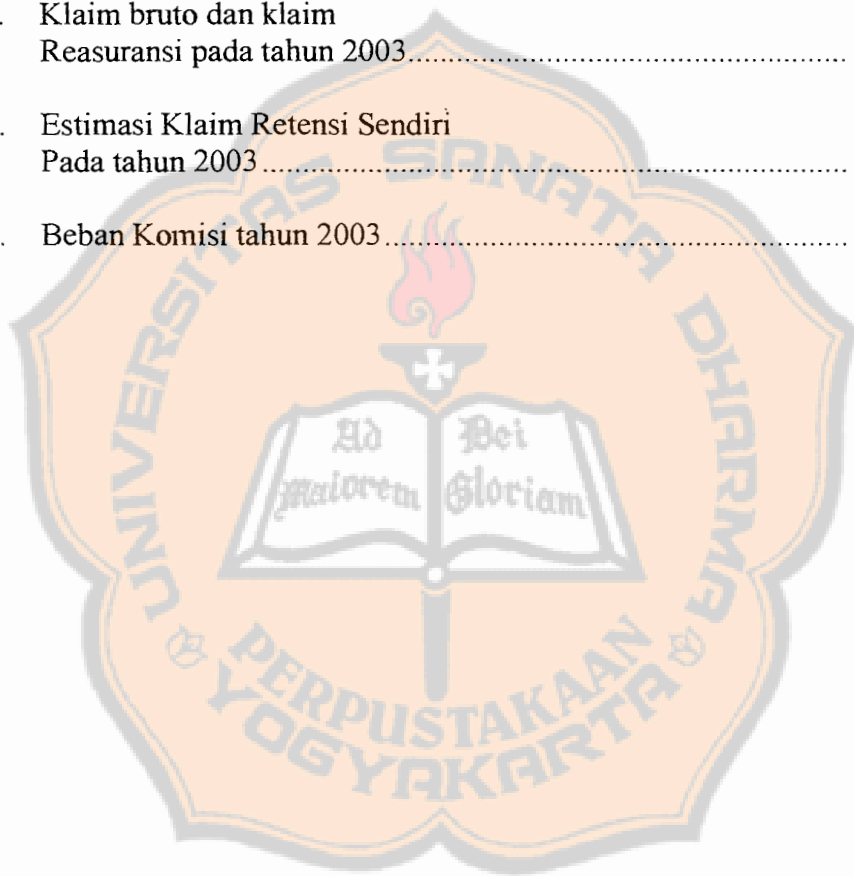 . Klaim bruto dan klaim
Reasuransi pada tahun 2003..........................................................
. Estimasi Klaim Retensi Sendiri
Pada tahun 2003..............................................................................
. Beban Komisi tahun 2003..............................................................
UNIVERSITAS SANATA DHARMA
Ad Dei
Maiorem Gloriam
PERPUSTAKAAN
YOGYAKARTA